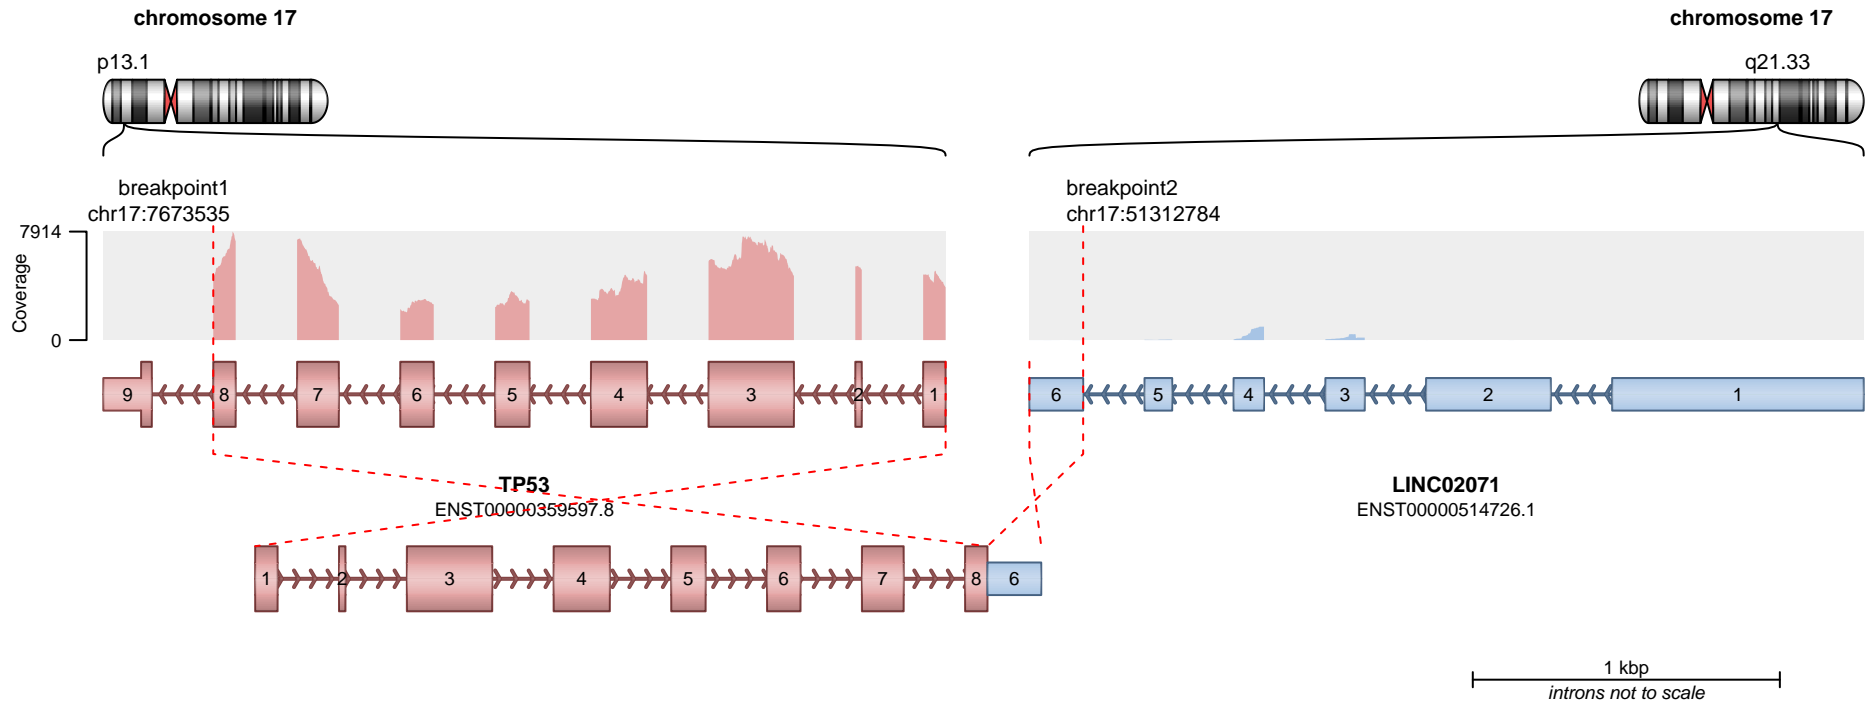 chromosome 17
chromosome 17
p13.1
q21.33
breakpoint1
chr17:7673535
breakpoint2
chr17:51312784
7914
Coverage
0
9 8 7 6 5 4 3 2 1
6 5 4 3 2 1
TP53
ENST00000359597.8
LINC02071
ENST00000514726.1
1 2 3 4 5 6 7 8 6
1 kbp
introns not to scale